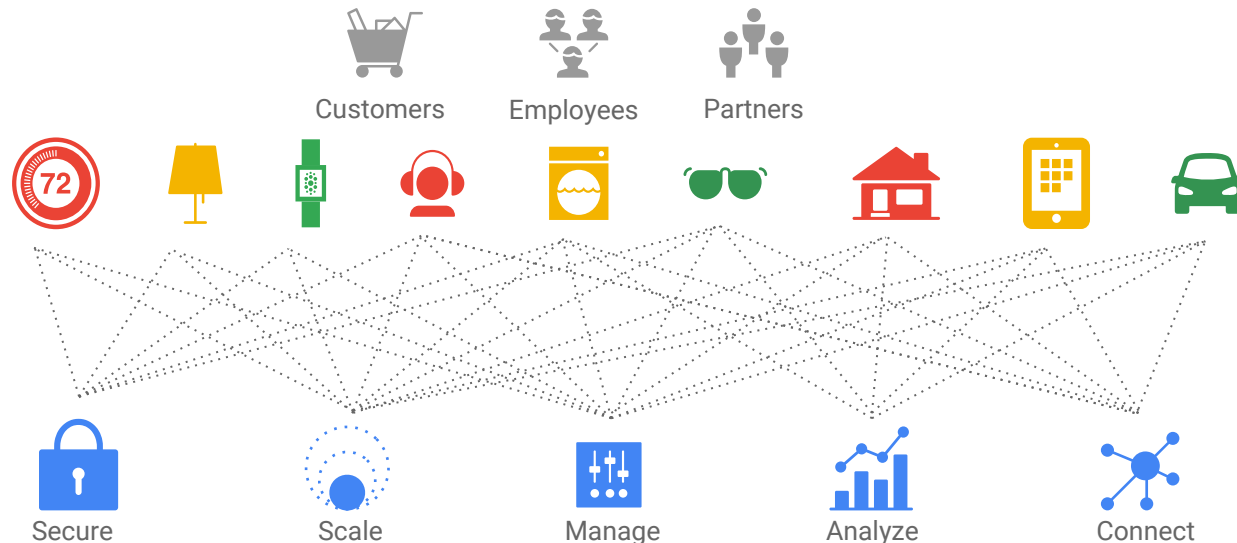 Customers
Employees
Partners
72
Secure
Scale
Manage
Analyze
Connect